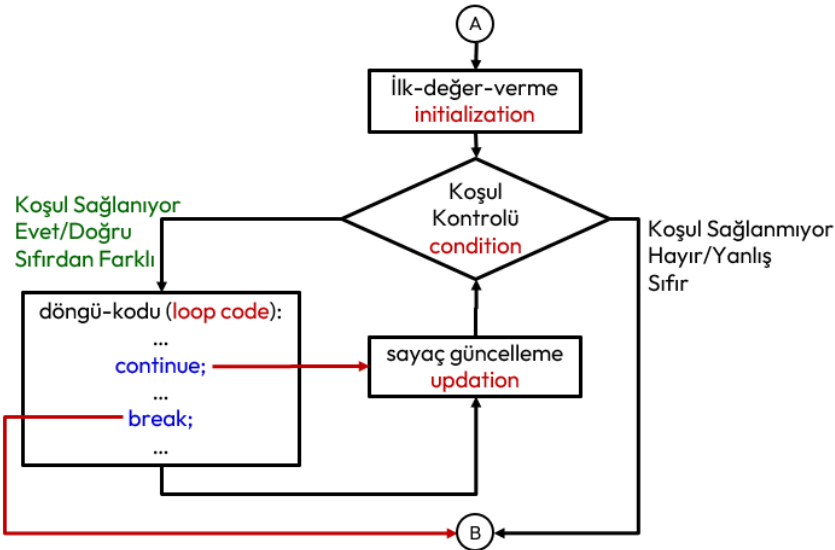 A
İlk-değer-verme
initialization
Koşul
Kontrolü
condition
Koşul Sağlanıyor
Evet/Doğru
Sıfırdan Farklı
Koşul Sağlanmıyor
Hayır/Yanlış
Sıfır
döngü-kodu (loop code):
...
continue;
...
break;
...
sayaç güncelleme
updation
B